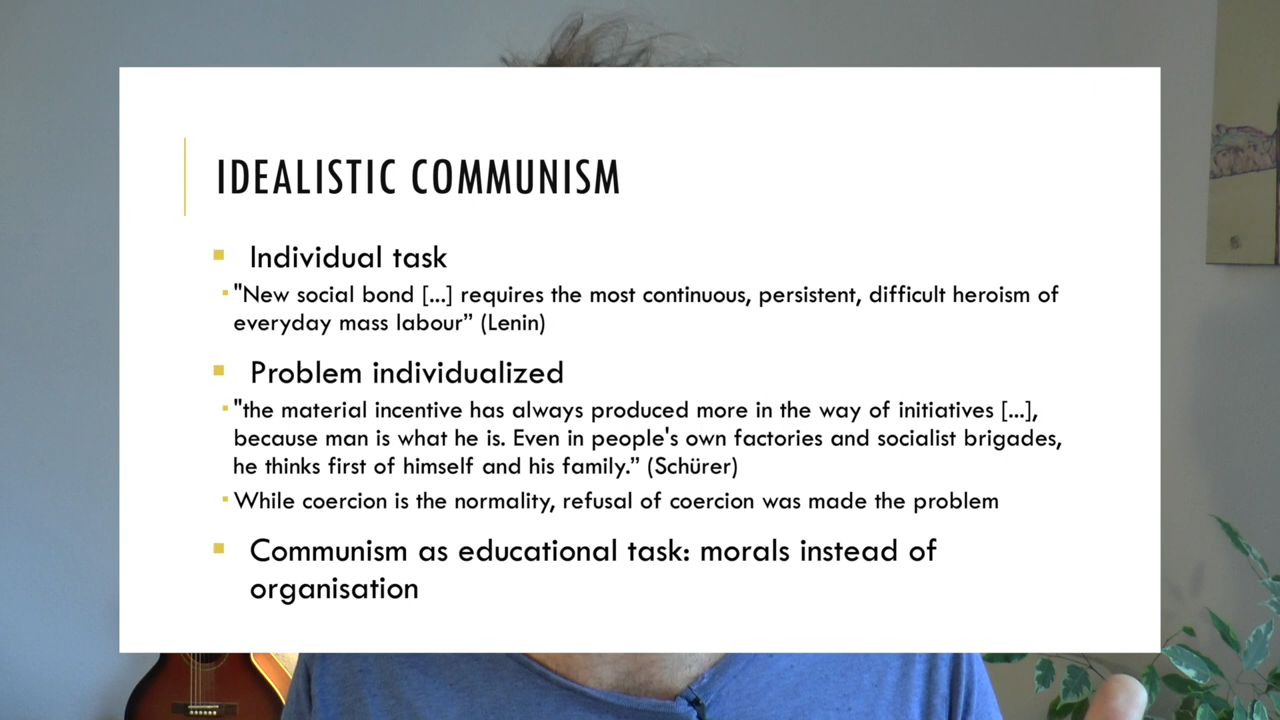 IDEALISTIC COMMUNISM
Individual task
"New social bond [...] requires the most continuous, persistent, difficult heroism of
everyday mass labour” (Lenin)
Problem individualized
"the material incentive has always produced more in the way of initiatives [...],
because man is what he is. Even in people's own factories and socialist brigades,
he thinks first of himself and his family.” (Schürer)
While coercion is the normality, refusal of coercion was made the problem
Communism as educational task: morals instead of
organisation